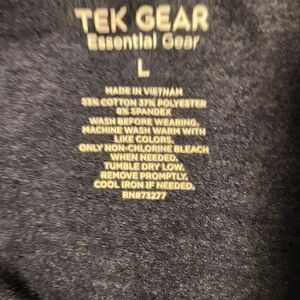 TEK GEAR
Essential Gear
L
MADE IN VIETNAM
55% COTTON 37% POLYESTER
8% SPANDEX
WASH BEFORE WEARING.
MACHINE WASH WARM WITH
LIKE COLORS.
ONLY NON-CHLORINE BLEACH
WHEN NEEDED.
TUMBLE DRY LOW.
REMOVE PROMPTLY.
COOL IRON IF NEEDED.
RN#73277